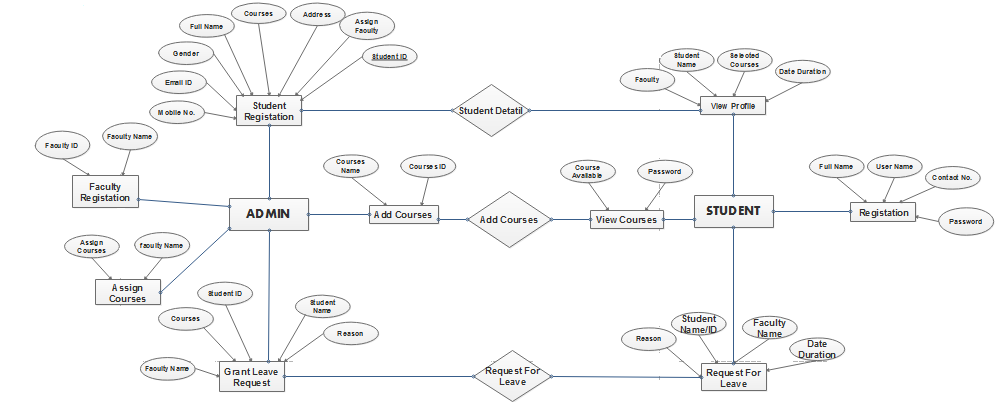 Courses
Address
Full Name
Assign
Faoulty
Gender
Student ID
Email ID
Mobile No.
Student
Registation
Student Detatil
Student
Name
Selected
Courses
Faculty
Date Duration
View Profile
Faculty ID
Faculty Name
Faculty
Registation
ADMIN
Courses
Name
Courses ID
Add Courses
Add Courses
Course
Available
Password
View Courses
STUDENT
Full Name
User Name
Contact No.
Registation
Password
Assign
Courses
faculty Name
Assign
Courses
Student ID
Student
Name
Courses
Reason
Faculty Name
Grant Leave
Request
Request For
Leave
Student
Name/ID
Faculty
Name
Reason
Date
Duration
Request For
Leave